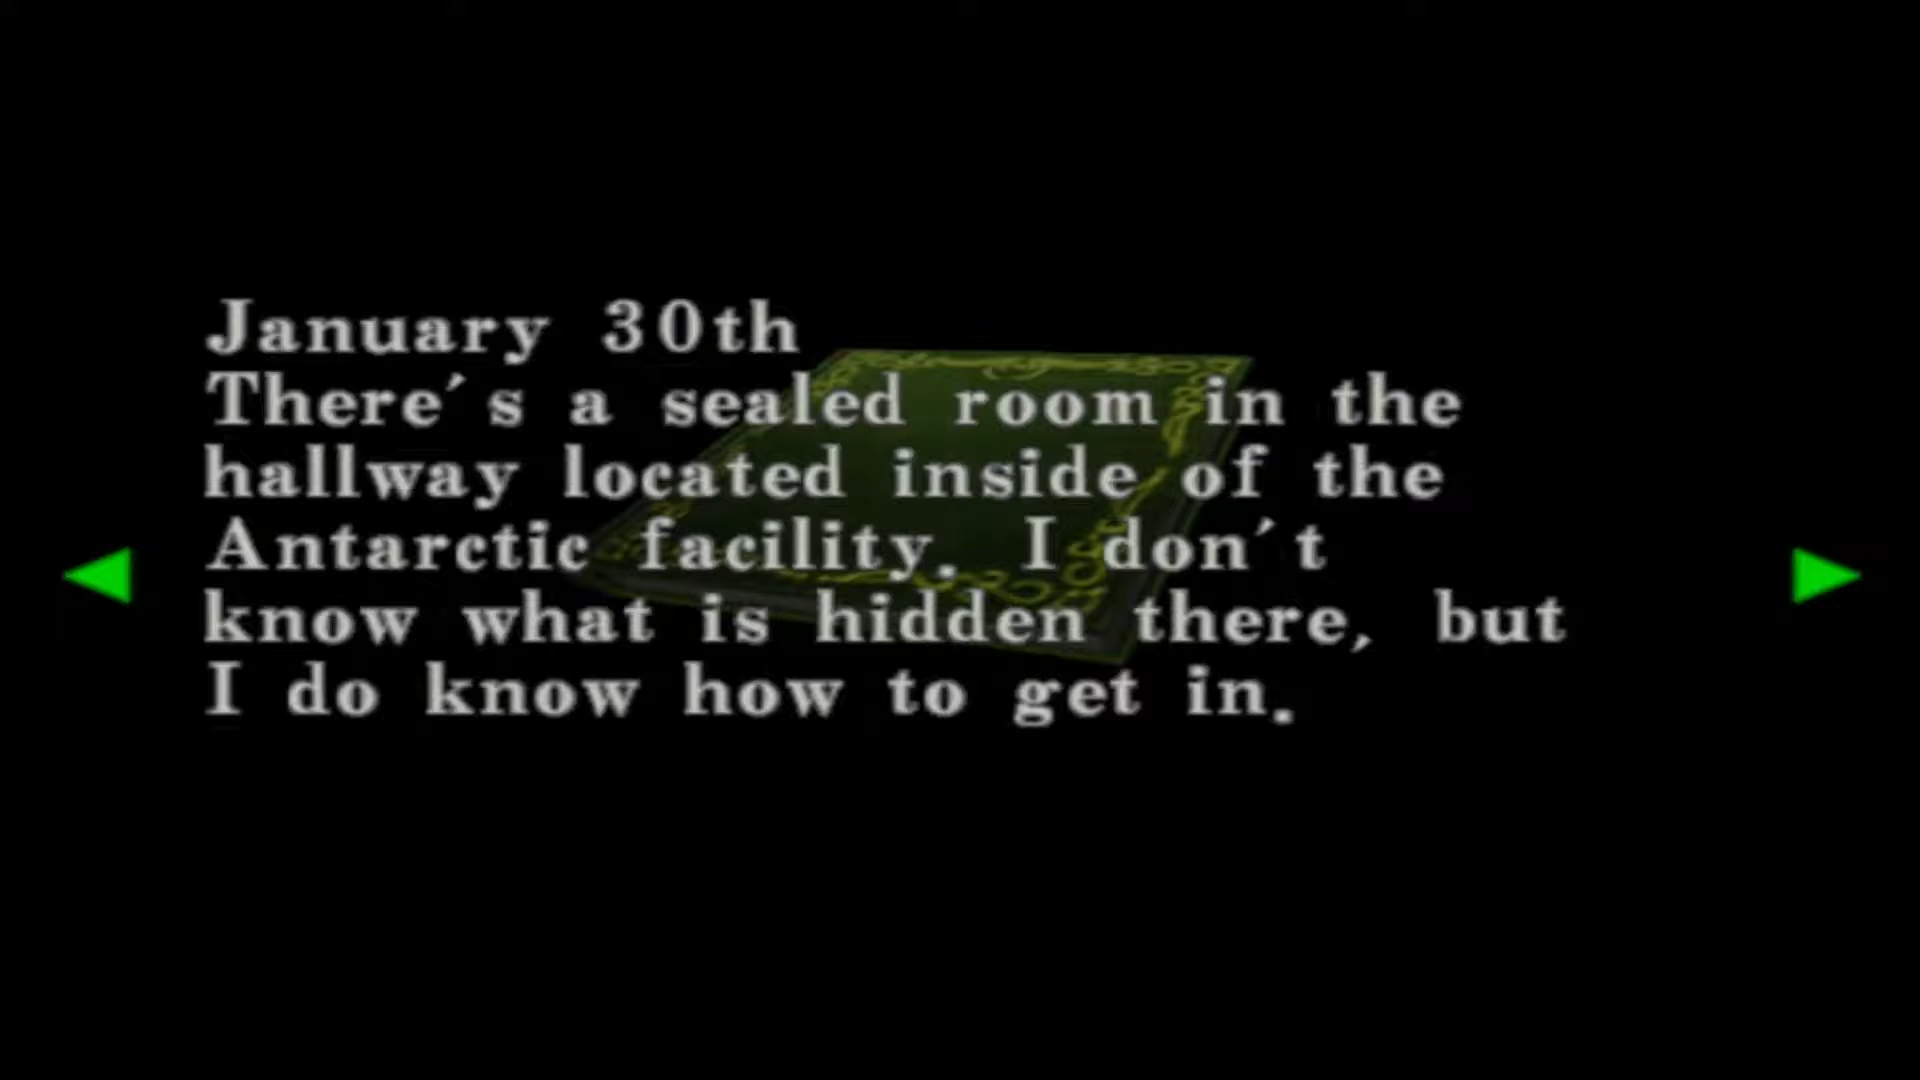 January 30th
There's a sealed room in the
hallway located inside of the
Antarctic facility. I don't
know what is hidden there, but
I do know how to get in.